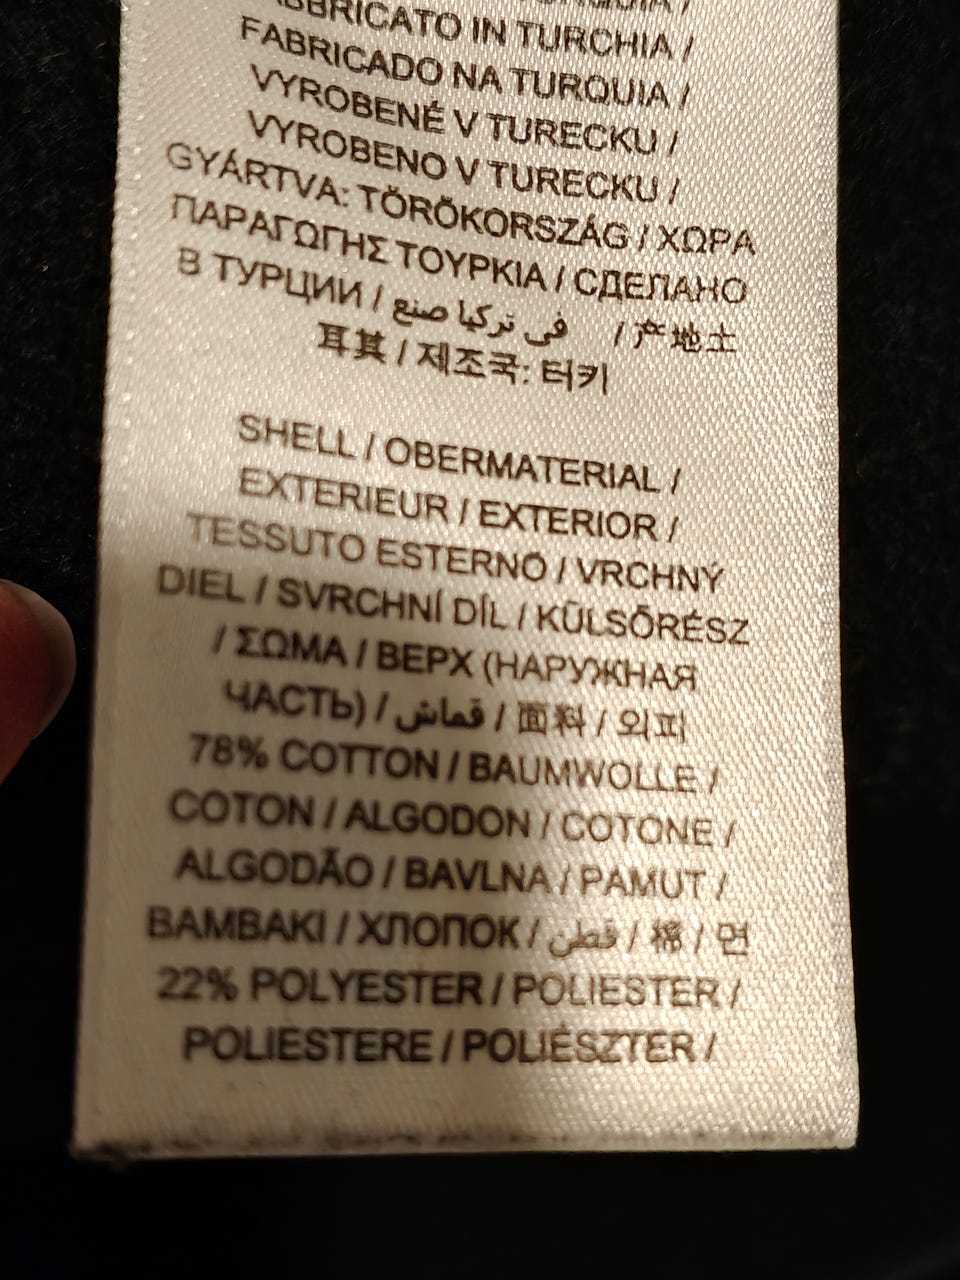 FABRICATO IN TURCHIA /
FABRICADO NA TURQUIA /
VYROBENÉ V TURECKU /
VYROBENO V TURECKU /
GYÁRTVA: TÖRÖKORSZÁG / ΧΩΡΑ
ΠΑΡΑΓΩΓΗΣ ΤΟΥΡΚΙΑ / СДЕЛАНО
В ТУРЦИИ / في تركيا صنع / 产地土
耳其 / 제조국: 터키
SHELL / OBERMATERIAL /
EXTERIEUR / EXTERIOR /
TESSUTO ESTERNO / VRCHNÝ
DIEL / SVRCHNÍ DÍL / KÜLSŐRÉSZ
/ ΣΩΜΑ / ВЕРХ (НАРУЖНАЯ
ЧАСТЬ) / قماش / 面料 / 외피
78% COTTON / BAUMWOLLE /
COTON / ALGODON / COTONE /
ALGODÃO / BAVLNA / PAMUT /
BAMBAKI / ХЛОПОК / قطن / 棉 / 면
22% POLYESTER / POLIESTER /
POLIESTERE / POLIÉSZTER /